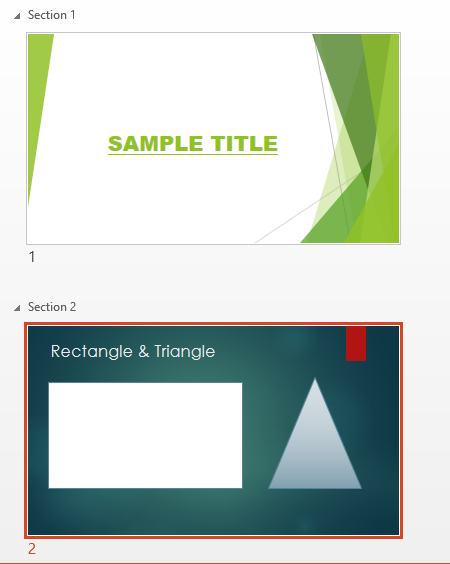 Section 1
SAMPLE TITLE
1
Section 2
Rectangle & Triangle
2